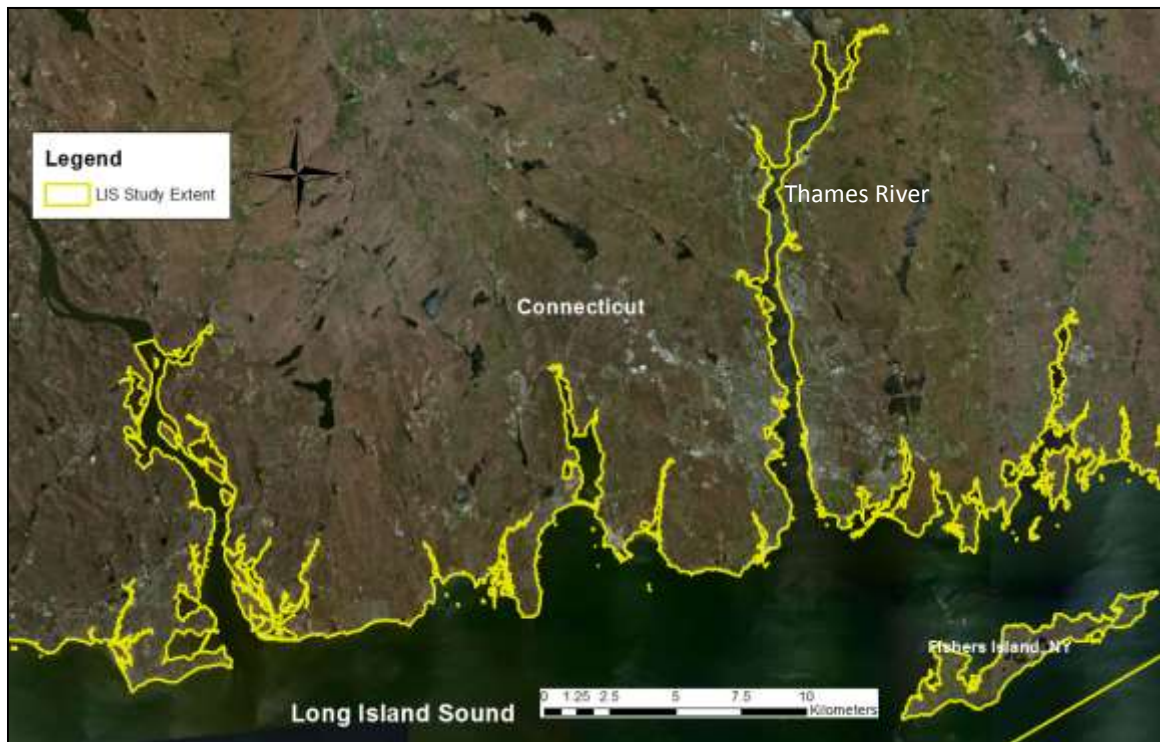 Legend
LIS Study Extent
Thames River
Connecticut
Fishers Island, NY
0 1.25 2.5 5 7.5 10
Kilometers
Long Island Sound